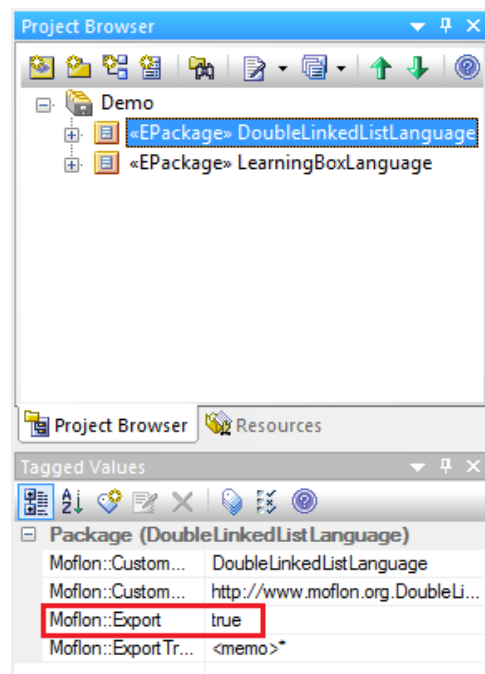 Project Browser
Demo
«EPackage» DoubleLinkedListLanguage
«EPackage» LearningBoxLanguage
Project Browser Resources
Tagged Values
Package (DoubleLinkedListLanguage)
Moflon::Custom... DoubleLinkedListLanguage
Moflon::Custom... http://www.moflon.org.DoubleLi...
Moflon::Export true
Moflon::ExportTr... <memo>*